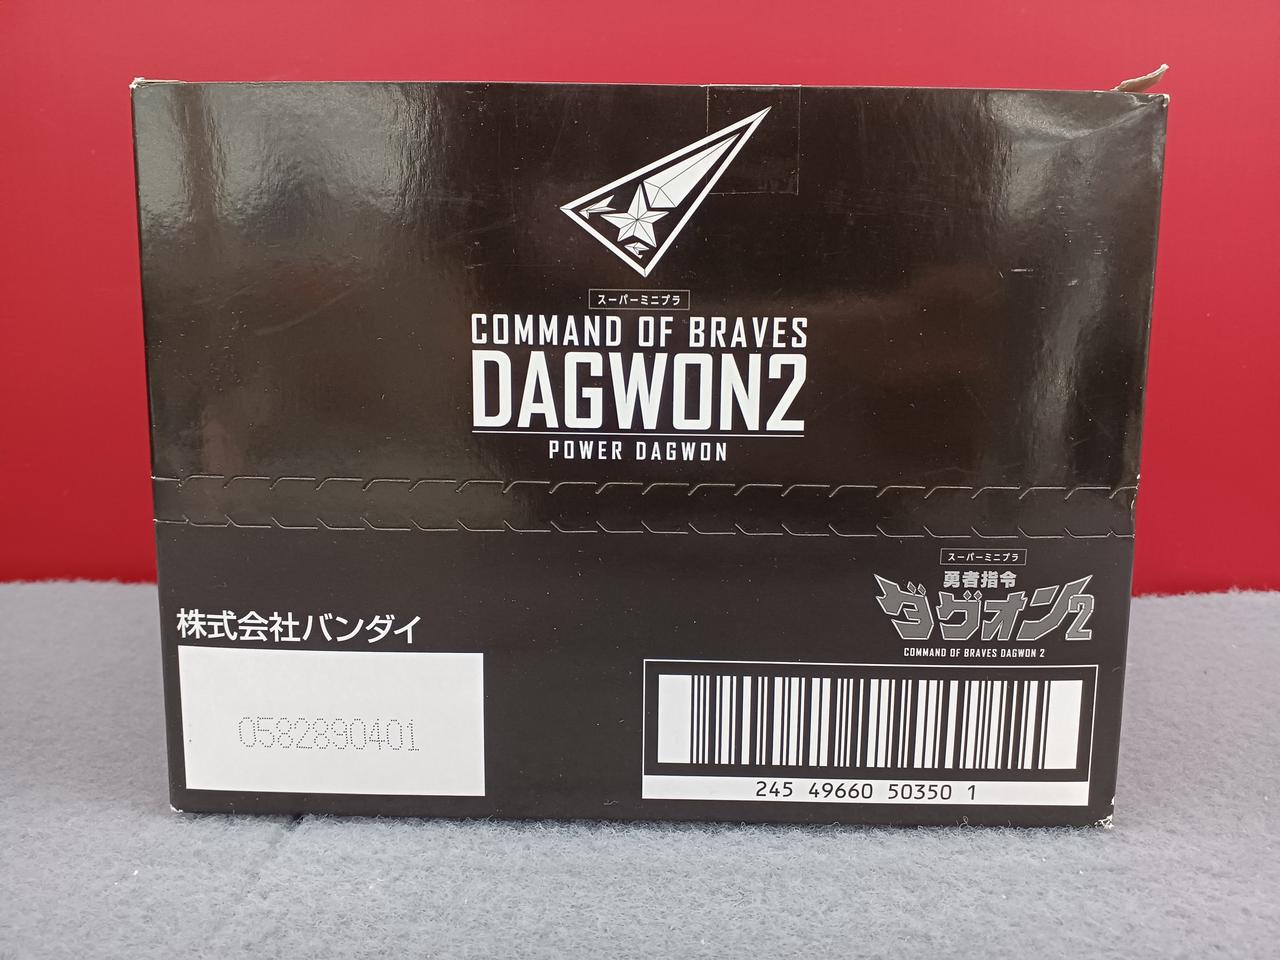 スーパーミニプラ
COMMAND OF BRAVES
DAGWON2
POWER DAGWON
スーパーミニプラ
勇者指令
ダグオン2
COMMAND OF BRAVES DAGWON 2
株式会社バンダイ
0582890401
245 49660 50350 1